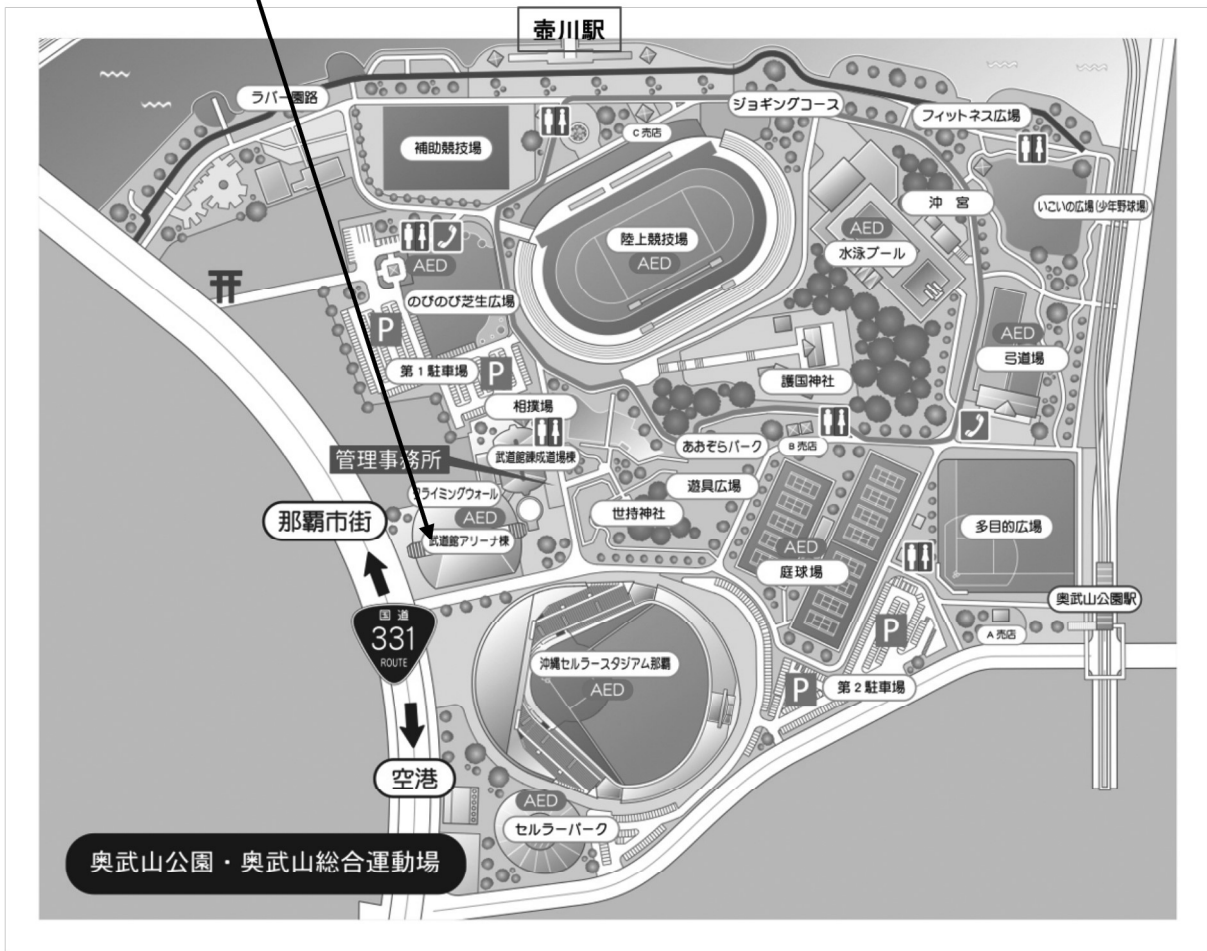 壺川駅
ラバー園路
ジョギングコース
フィットネス広場
C売店
補助競技場
沖宮
いこいの広場(少年野球場)
陸上競技場
AED
AED
水泳プール
AED
のびのび芝生広場
P
AED
弓道場
第1駐車場
P
護国神社
相撲場
あおぞらパーク
B売店
武道館錬成道場棟
管理事務所
遊具広場
クライミングウォール
AED
武道館アリーナ棟
世持神社
那覇市街
多目的広場
AED
庭球場
奥武山公園駅
国道
331
ROUTE
P
A売店
沖縄セルラースタジアム那覇
AED
P
第2駐車場
空港
AED
セルラーパーク
奥武山公園・奥武山総合運動場